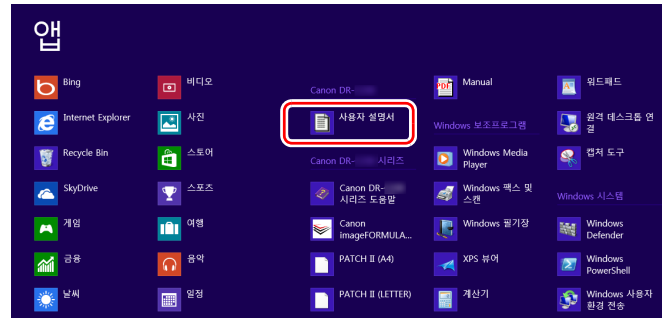 앱
Bing
Internet Explorer
Recycle Bin
SkyDrive
게임
금융
날씨
비디오
사진
스토어
스포츠
여행
음악
일정
Canon DR-
사용자 설명서
Canon DR- 시리즈
Canon DR-
시리즈 도움말
Canon
imageFORMULA...
PATCH II (A4)
PATCH II (LETTER)
PDF
Manual
Windows 보조프로그램
Windows Media
Player
Windows 팩스 및
스캔
Windows 필기장
XPS 뷰어
계산기
워드패드
원격 데스크톱 연
결
캡처 도구
Windows 시스템
Windows
Defender
Windows
PowerShell
Windows 사용자
환경 전송